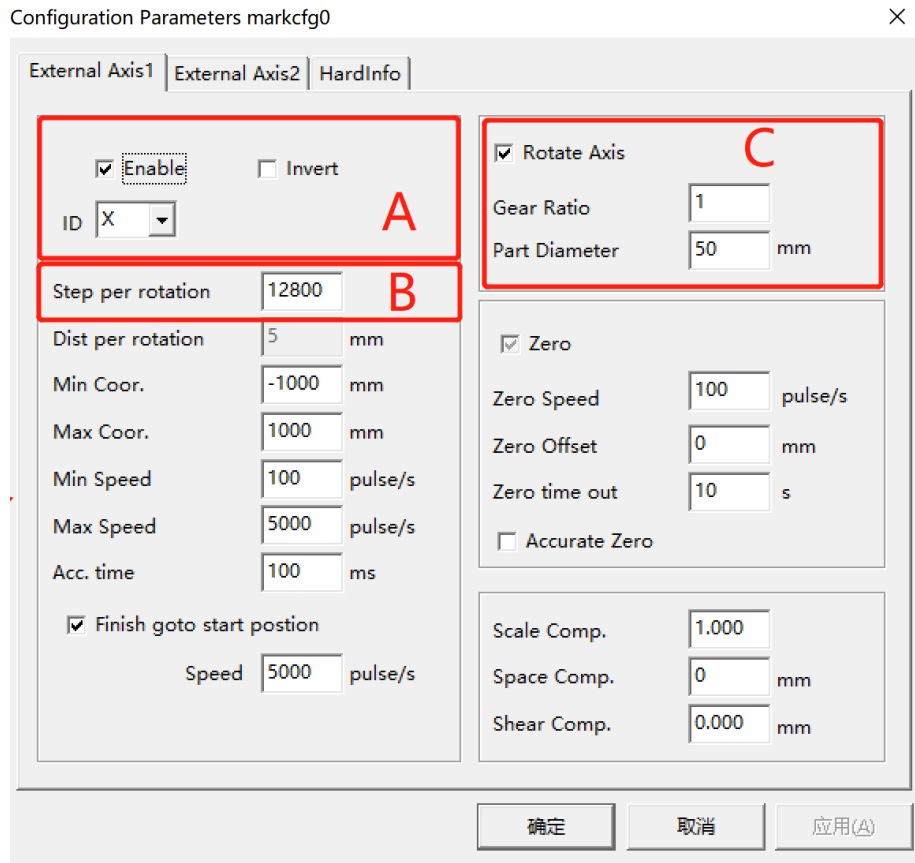 Configuration Parameters markcfg0
External Axis1 External Axis2 HardInfo
Enable Invert
ID X
A
Step per rotation 12800
B
Dist per rotation 5 mm
Min Coor. -1000 mm
Max Coor. 1000 mm
Min Speed 100 pulse/s
Max Speed 5000 pulse/s
Acc. time 100 ms
Finish goto start postion
Speed 5000 pulse/s
Rotate Axis
C
Gear Ratio 1
Part Diameter 50 mm
Zero
Zero Speed 100 pulse/s
Zero Offset 0 mm
Zero time out 10 s
Accurate Zero
Scale Comp. 1.000
Space Comp. 0 mm
Shear Comp. 0.000 mm
确定 取消 应用(A)